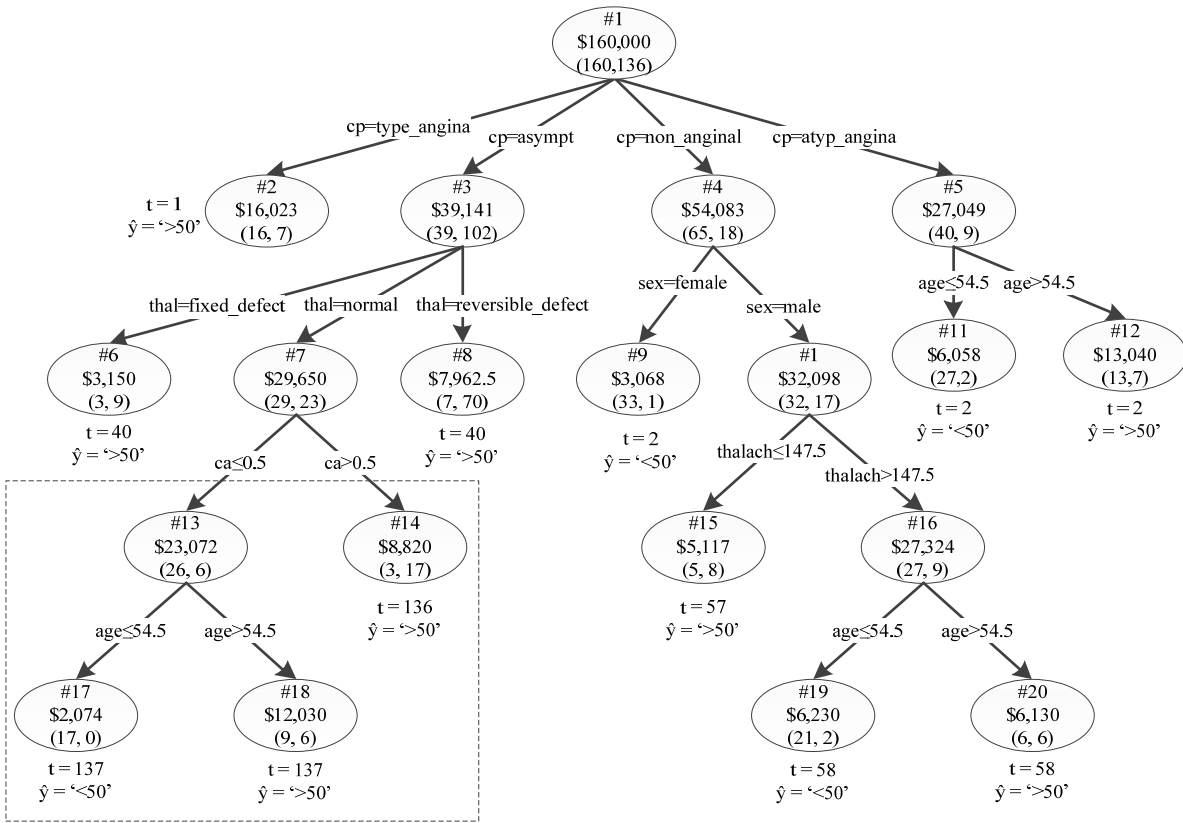 #1
$160,000
(160,136)
cp=type_angina
cp=asympt
cp=non_anginal
cp=atyp_angina
#2
$16,023
(16, 7)
t = 1
ŷ = ‘>50’
#3
$39,141
(39, 102)
#4
$54,083
(65, 18)
#5
$27,049
(40, 9)
thal=fixed_defect
thal=normal
thal=reversible_defect
sex=female
sex=male
age≤54.5
age>54.5
#6
$3,150
(3, 9)
t = 40
ŷ = ‘>50’
#7
$29,650
(29, 23)
#8
$7,962.5
(7, 70)
t = 40
ŷ = ‘>50’
#9
$3,068
(33, 1)
t = 2
ŷ = ‘<50’
#1
$32,098
(32, 17)
#11
$6,058
(27,2)
t = 2
ŷ = ‘<50’
#12
$13,040
(13,7)
t = 2
ŷ = ‘>50’
ca≤0.5
ca>0.5
thalach≤147.5
thalach>147.5
#13
$23,072
(26, 6)
#14
$8,820
(3, 17)
t = 136
ŷ = ‘>50’
#15
$5,117
(5, 8)
t = 57
ŷ = ‘>50’
#16
$27,324
(27, 9)
age≤54.5
age>54.5
age≤54.5
age>54.5
#17
$2,074
(17, 0)
t = 137
ŷ = ‘<50’
#18
$12,030
(9, 6)
t = 137
ŷ = ‘>50’
#19
$6,230
(21, 2)
t = 58
ŷ = ‘<50’
#20
$6,130
(6, 6)
t = 58
ŷ = ‘>50’